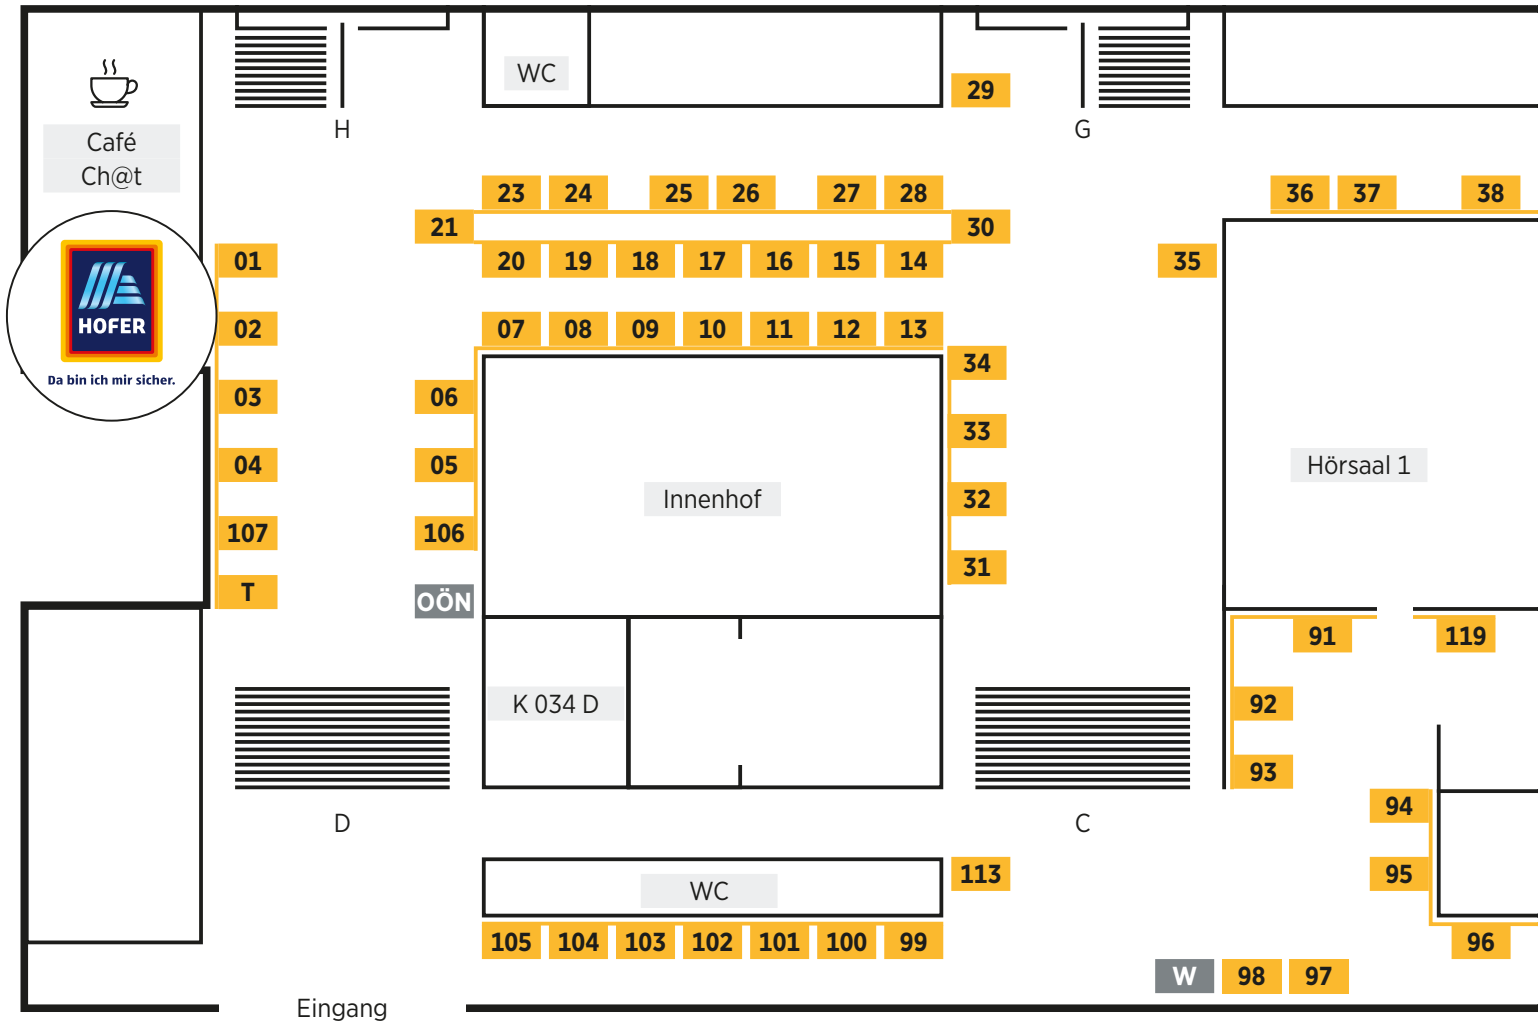 WC
29
Café
Ch@t
H
G
23 24 25 26 27 28
36 37 38
21
30
01
20 19 18 17 16 15 14
35
HOFER
Da bin ich mir sicher.
02
07 08 09 10 11 12 13
34
03
06
33
04
05
Innenhof
32
Hörsaal 1
107
106
31
T
OÖN
91
119
K 034 D
92
93
D
C
94
113
95
WC
105 104 103 102 101 100 99
96
W 98 97
Eingang